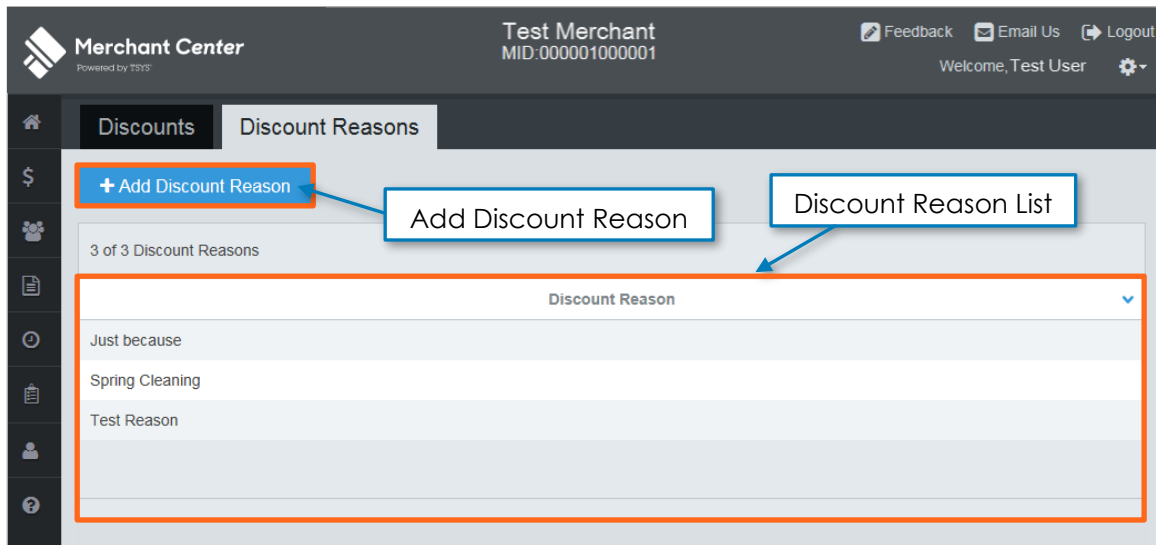 Merchant Center
Powered by TSYS®
Test Merchant
MID:000001000001
Feedback
Email Us
Logout
Welcome,Test User
Discounts
Discount Reasons
+ Add Discount Reason
Add Discount Reason
Discount Reason List
3 of 3 Discount Reasons
Discount Reason
Just because
Spring Cleaning
Test Reason